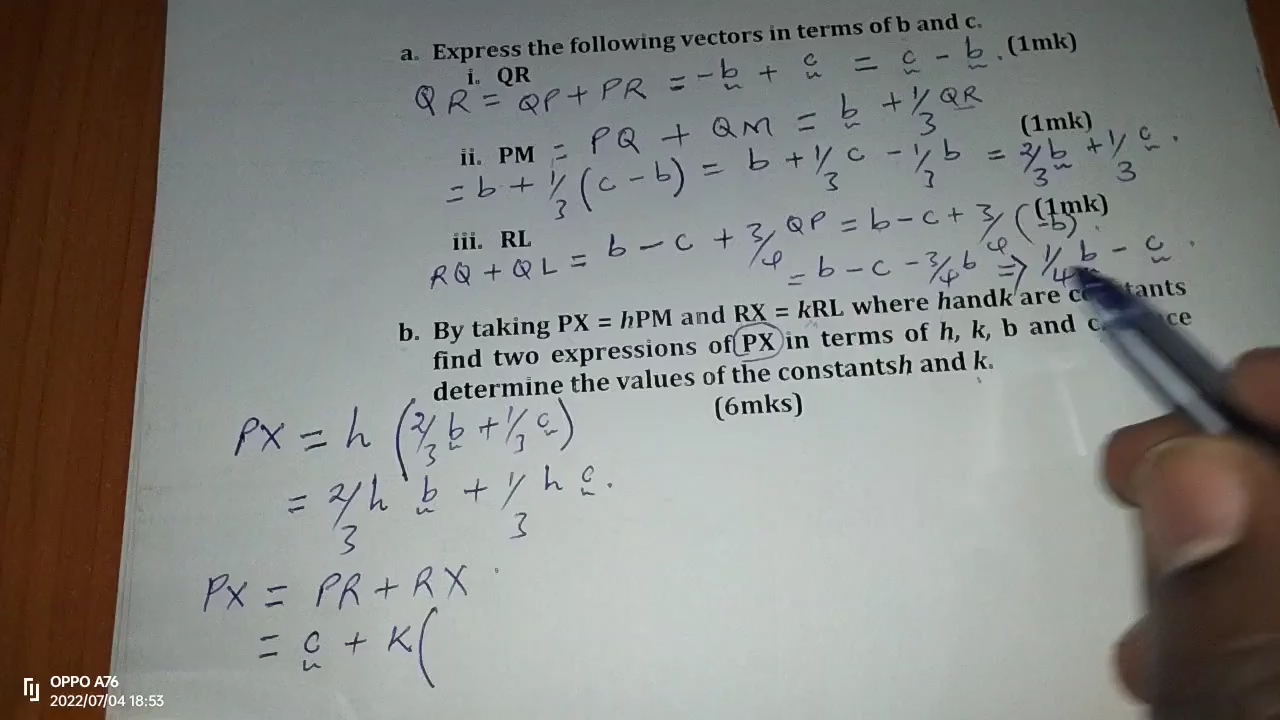 a. Express the following vectors in terms of b and c.
i. QR (1mk)
QR = QP + PR = -b + c = c - b.
ii. PM = PQ + QM = b + 1/3 QR
(1mk)
= b + 1/3 (c - b) = b + 1/3 c - 1/3 b = 2/3 b + 1/3 c.
iii. RL (1mk)
RQ + QL = b - c + 3/4 QP = b - c + 3/4 (-b).
= b - c - 3/4 b => 1/4 b - c.
b. By taking PX = hPM and RX = kRL where handk are
find two expressions of PX in terms of h, k, b and c.
determine the values of the constantsh and k.
(6mks)
PX = h (2/3 b + 1/3 c)
= 2/3 h b + 1/3 h c.
PX = PR + RX
= c + K (
OPPO A76
2022/07/04 18:53